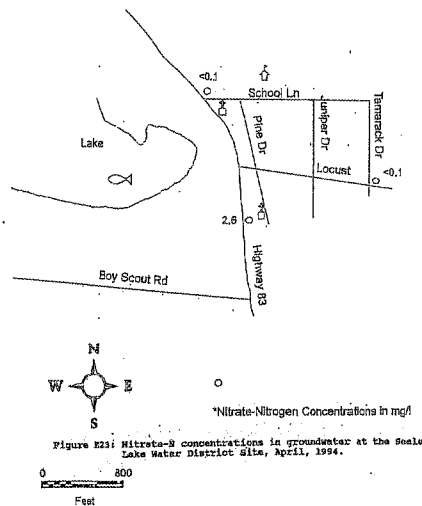 <0.1
School Ln
Pine Dr
Juniper Dr
Tamarack Dr
Lake
Locust
<0.1
2.6
Highway 83
Boy Scout Rd
N
W E
S
*Nitrate-Nitrogen Concentrations in mg/l
Figure E23: Nitrate-N concentrations in groundwater at the Seele
Lake Water District Site, April, 1994.
0 800
Feet